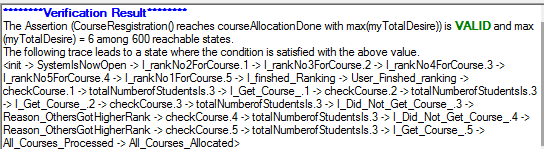 ********Verification Result********
The Assertion (CourseResgistration() reaches courseAllocationDone with max(myTotalDesire)) is VALID and max
(myTotalDesire) = 6 among 600 reachable states.
The following trace leads to a state where the condition is satisfied with the above value.
<init -> SystemIsNowOpen -> I_rankNo2ForCourse.1 -> I_rankNo3ForCourse.2 -> I_rankNo4ForCourse.3 ->
I_rankNo5ForCourse.4 -> I_rankNo1ForCourse.5 -> I_finshed_Ranking -> User_Finshed_ranking ->
checkCourse.1 -> totalNumberofStudentsIs.3 -> I_Get_Course_.1 -> checkCourse.2 -> totalNumberofStudentsIs.3
-> I_Get_Course_.2 -> checkCourse.3 -> totalNumberofStudentsIs.3 -> I_Did_Not_Get_Course_.3 ->
Reason_OthersGotHigherRank -> checkCourse.4 -> totalNumberofStudentsIs.3 -> I_Did_Not_Get_Course_.4 ->
Reason_OthersGotHigherRank -> checkCourse.5 -> totalNumberofStudentsIs.3 -> I_Get_Course_.5 ->
All_Courses_Processed -> All_Courses_Allocated>